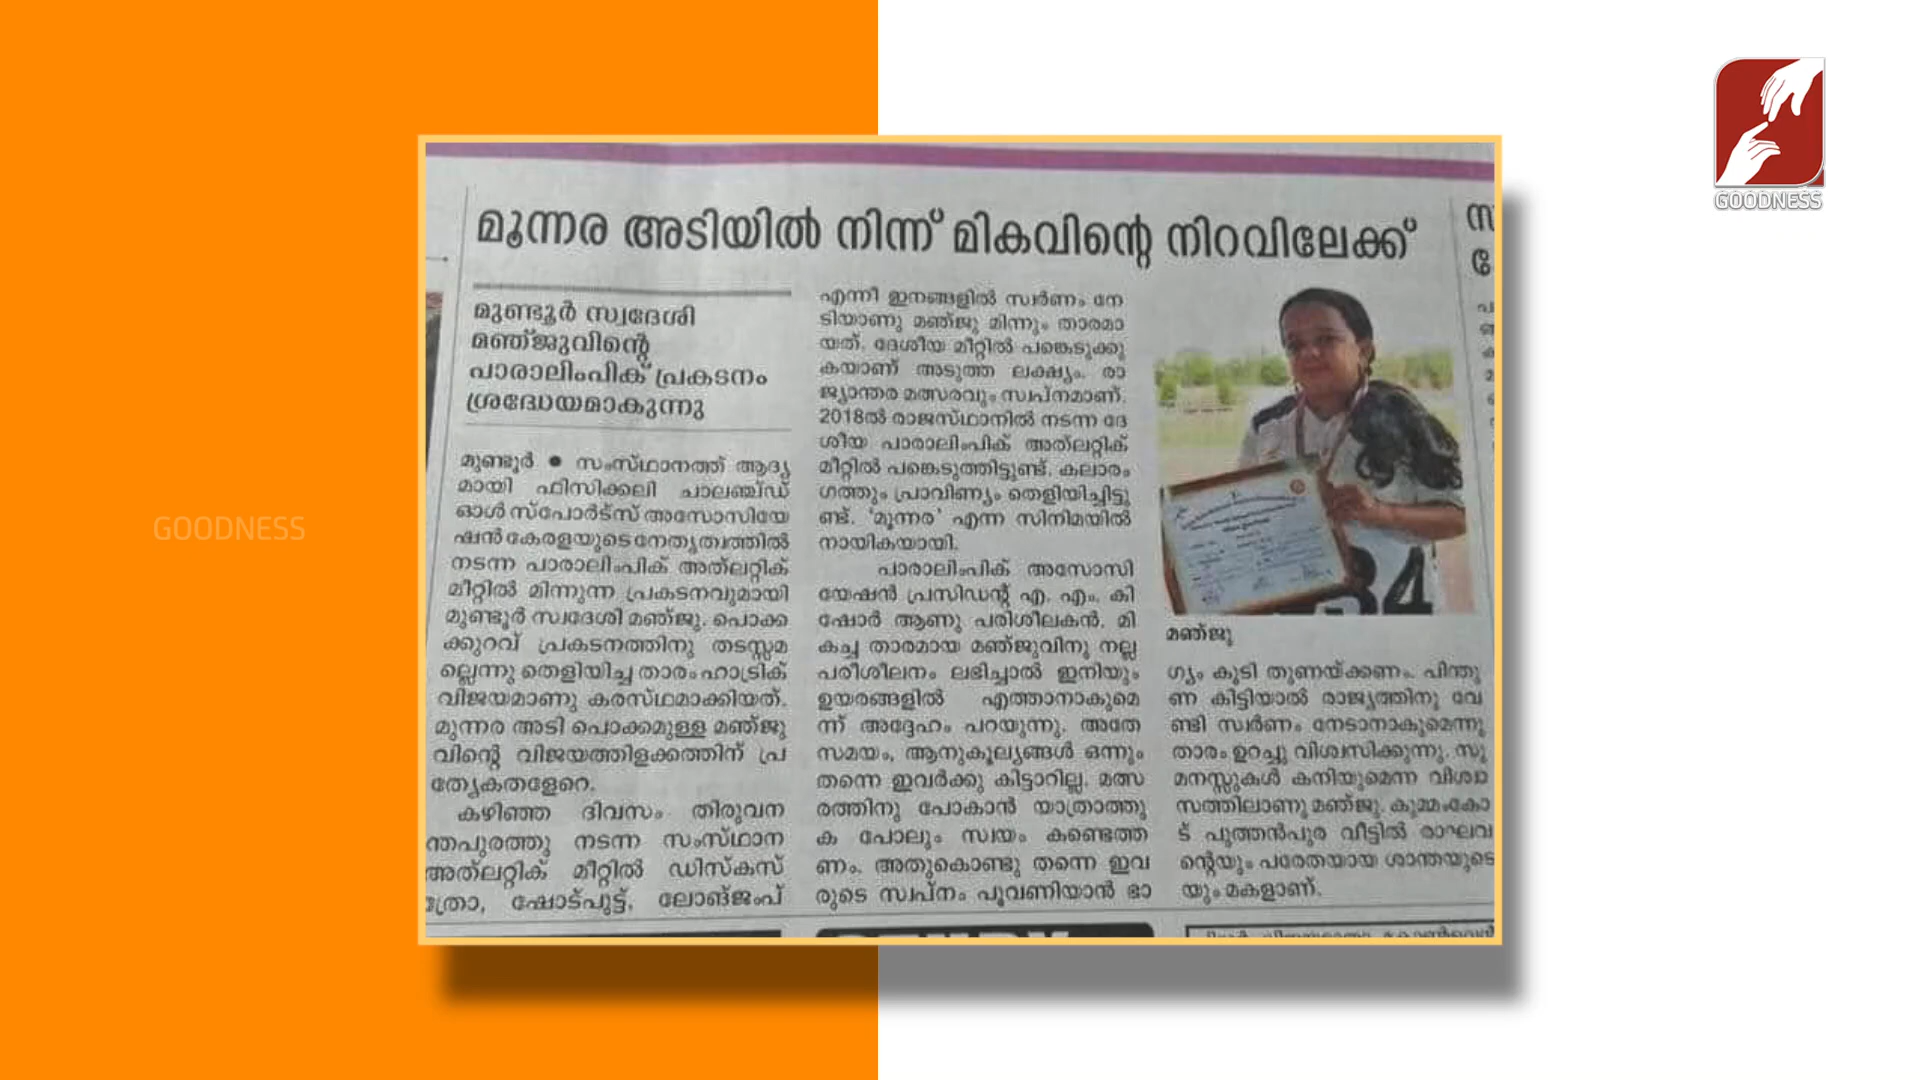 GOODNESS
GOODNESS
മൂന്നര അടിയിൽ നിന്ന് മികവിന്റെ നിറവിലേക്ക്
മുണ്ടൂർ സ്വദേശി
മഞ്ജുവിന്റെ
പാരാലിംപിക് പ്രകടനം
ശ്രദ്ധേയമാകുന്നു
മുണ്ടൂർ ● സംസ്ഥാനത്ത് ആദ്യ
മായി ഫിസിക്കലി ചാലഞ്ച്ഡ്
ഓൾ സ്പോർട്സ് അസോസിയേ
ഷൻ കേരളയുടെ നേതൃത്വത്തിൽ
നടന്ന പാരാലിംപിക് അത്‌ലറ്റിക്
മീറ്റിൽ മിന്നുന്ന പ്രകടനവുമായി
മുണ്ടൂർ സ്വദേശി മഞ്ജു. പൊക്ക
ക്കുറവ് പ്രകടനത്തിനു തടസ്സമ
ല്ലെന്നു തെളിയിച്ച താരം ഹാട്രിക്
വിജയമാണു കരസ്ഥമാക്കിയത്.
മൂന്നര അടി പൊക്കമുള്ള മഞ്ജു
വിന്റെ വിജയത്തിളക്കത്തിന് പ്ര
ത്യേകതളേറെ.
കഴിഞ്ഞ ദിവസം തിരുവന
ന്തപുരത്തു നടന്ന സംസ്ഥാന
അത്‌ലറ്റിക് മീറ്റിൽ ഡിസ്കസ്
ത്രോ, ഷോട്പുട്ട്, ലോങ്ജംപ്
എന്നീ ഇനങ്ങളിൽ സ്വർണം നേ
ടിയാണു മഞ്ജു മിന്നും താരമാ
യത്. ദേശീയ മീറ്റിൽ പങ്കെടുക്കു
കയാണ് അടുത്ത ലക്ഷ്യം. രാ
ജ്യാന്തര മത്സരവും സ്വപ്നമാണ്.
2018ൽ രാജസ്ഥാനിൽ നടന്ന ദേ
ശീയ പാരാലിംപിക് അത്‌ലറ്റിക്
മീറ്റിൽ പങ്കെടുത്തിട്ടുണ്ട്. കലാരം
ഗത്തും പ്രാവിണ്യം തെളിയിച്ചിട്ടു
ണ്ട്. 'മൂന്നര' എന്ന സിനിമയിൽ
നായികയായി.
പാരാലിംപിക് അസോസി
യേഷൻ പ്രസിഡന്റ് എ. എം. കി
ഷോർ ആണു പരിശീലകൻ. മി
കച്ച താരമായ മഞ്ജുവിനു നല്ല
പരിശീലനം ലഭിച്ചാൽ ഇനിയും
ഉയരങ്ങളിൽ എത്താനാകുമെ
ന്ന് അദ്ദേഹം പറയുന്നു. അതേ
സമയം, ആനുകൂല്യങ്ങൾ ഒന്നും
തന്നെ ഇവർക്കു കിട്ടാറില്ല. മത്സ
രത്തിനു പോകാൻ യാത്രാത്തു
ക പോലും സ്വയം കണ്ടെത്ത
ണം. അതുകൊണ്ടു തന്നെ ഇവ
രുടെ സ്വപ്നം പൂവണിയാൻ ഭാ
മഞ്ജു
ഗ്യം കൂടി തുണയ്ക്കണം. പിന്തു
ണ കിട്ടിയാൽ രാജ്യത്തിനു വേ
ണ്ടി സ്വർണം നേടാനാകുമെന്നു
താരം ഉറച്ചു വിശ്വസിക്കുന്നു. സു
മനസ്സുകൾ കനിയുമെന്ന വിശ്വാ
സത്തിലാണു മഞ്ജു. കുമ്മംകോ
ട് പുത്തൻപുര വീട്ടിൽ രാഘവ
ന്റെയും പരേതയായ ശാന്തയുടെ
യും മകളാണ്.